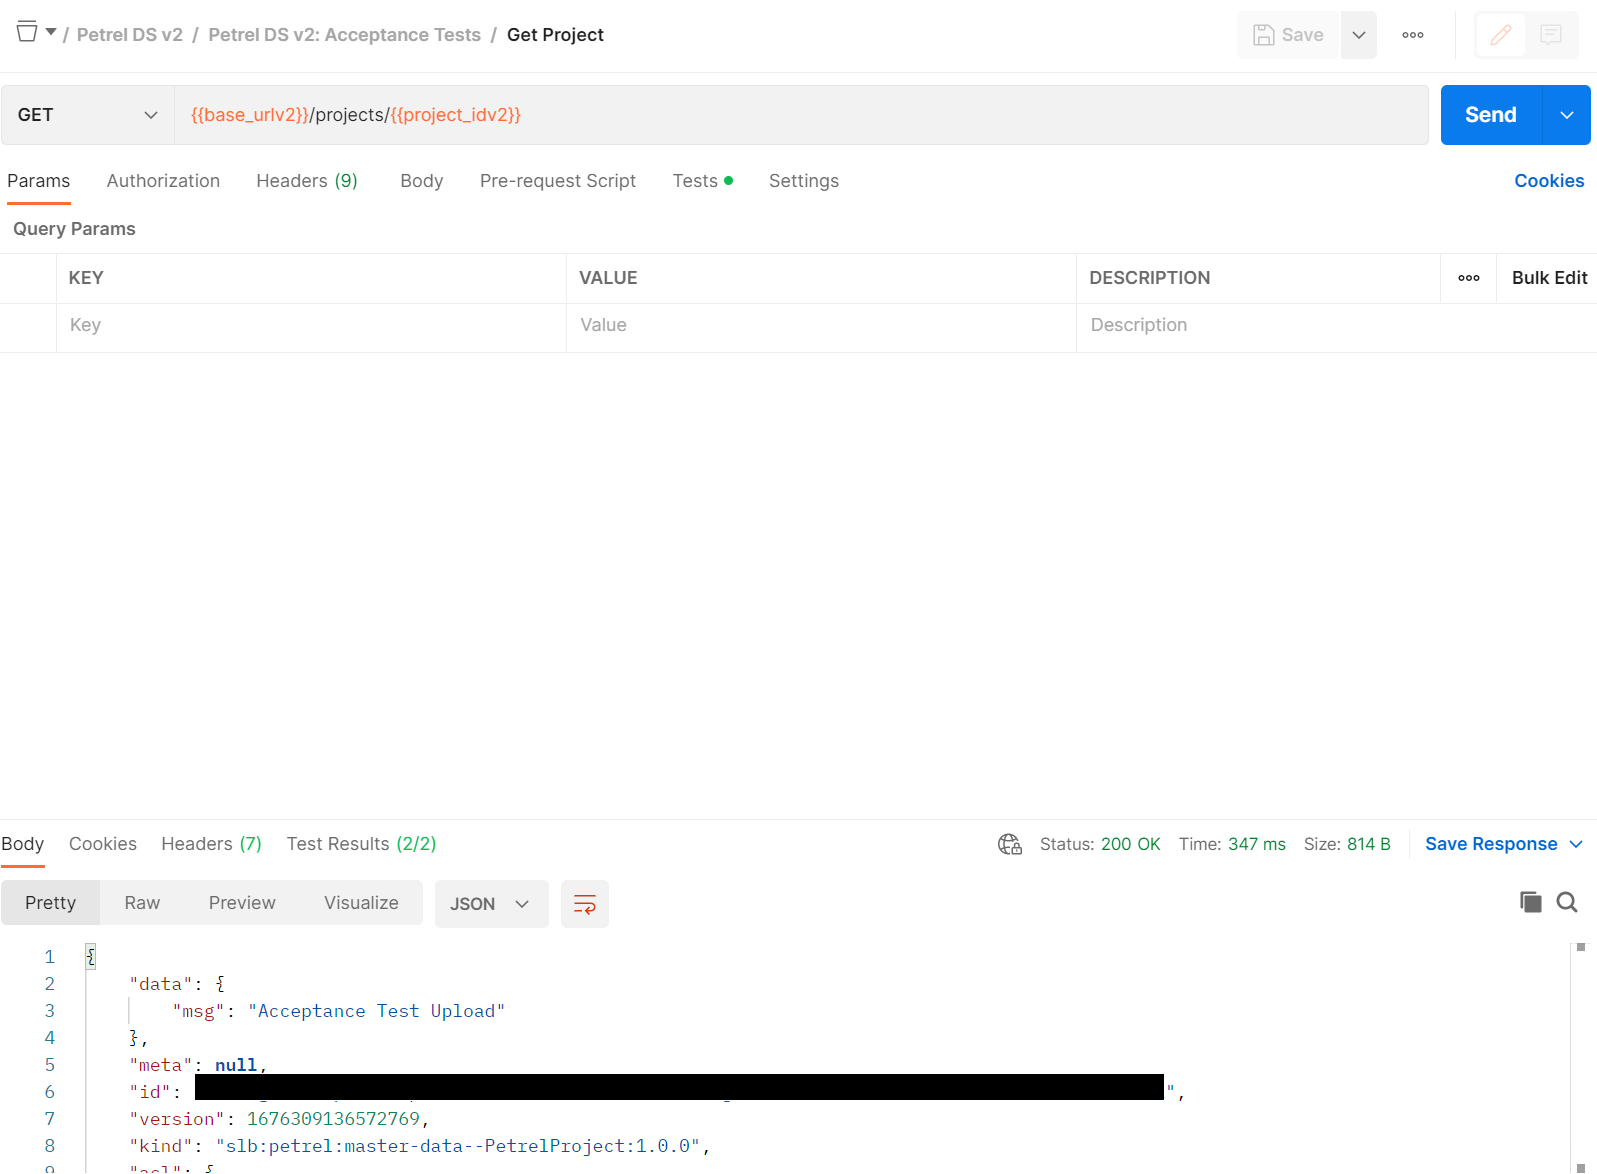 / Petrel DS v2 / Petrel DS v2: Acceptance Tests / Get Project
Save
GET
{{base_urlv2}}/projects/{{project_idv2}}
Send
Params Authorization Headers (9) Body Pre-request Script Tests Settings Cookies
Query Params
KEY VALUE DESCRIPTION Bulk Edit
Key Value Description
Body Cookies Headers (7) Test Results (2/2) Status: 200 OK Time: 347 ms Size: 814 B Save Response
Pretty Raw Preview Visualize JSON
1 {
2 "data": {
3 "msg": "Acceptance Test Upload"
4 },
5 "meta": null,
6 "id": ",
7 "version": 1676309136572769,
8 "kind": "slb:petrel:master-data--PetrelProject:1.0.0",
9 "acl": {